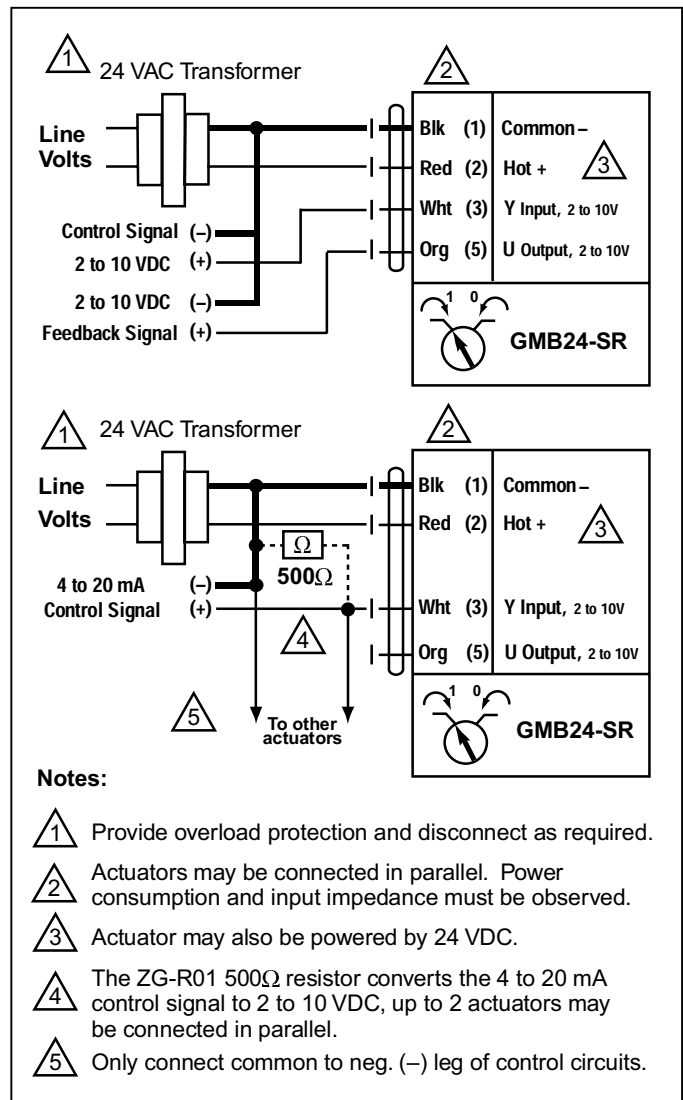 1 24 VAC Transformer 2
Line Volts
Blk (1) Common –
Red (2) Hot + 3
Wht (3) Y Input, 2 to 10V
Org (5) U Output, 2 to 10V
Control Signal (–)
2 to 10 VDC (+)
2 to 10 VDC (–)
Feedback Signal (+)
1 0
GMB24-SR
1 24 VAC Transformer 2
Line Volts
Blk (1) Common –
Red (2) Hot + 3
Ω
500Ω
4 to 20 mA (–)
Control Signal (+)
Wht (3) Y Input, 2 to 10V
4
Org (5) U Output, 2 to 10V
5
To other
actuators
1 0
GMB24-SR
Notes:
1 Provide overload protection and disconnect as required.
2 Actuators may be connected in parallel. Power
consumption and input impedance must be observed.
3 Actuator may also be powered by 24 VDC.
4 The ZG-R01 500Ω resistor converts the 4 to 20 mA
control signal to 2 to 10 VDC, up to 2 actuators may
be connected in parallel.
5 Only connect common to neg. (–) leg of control circuits.